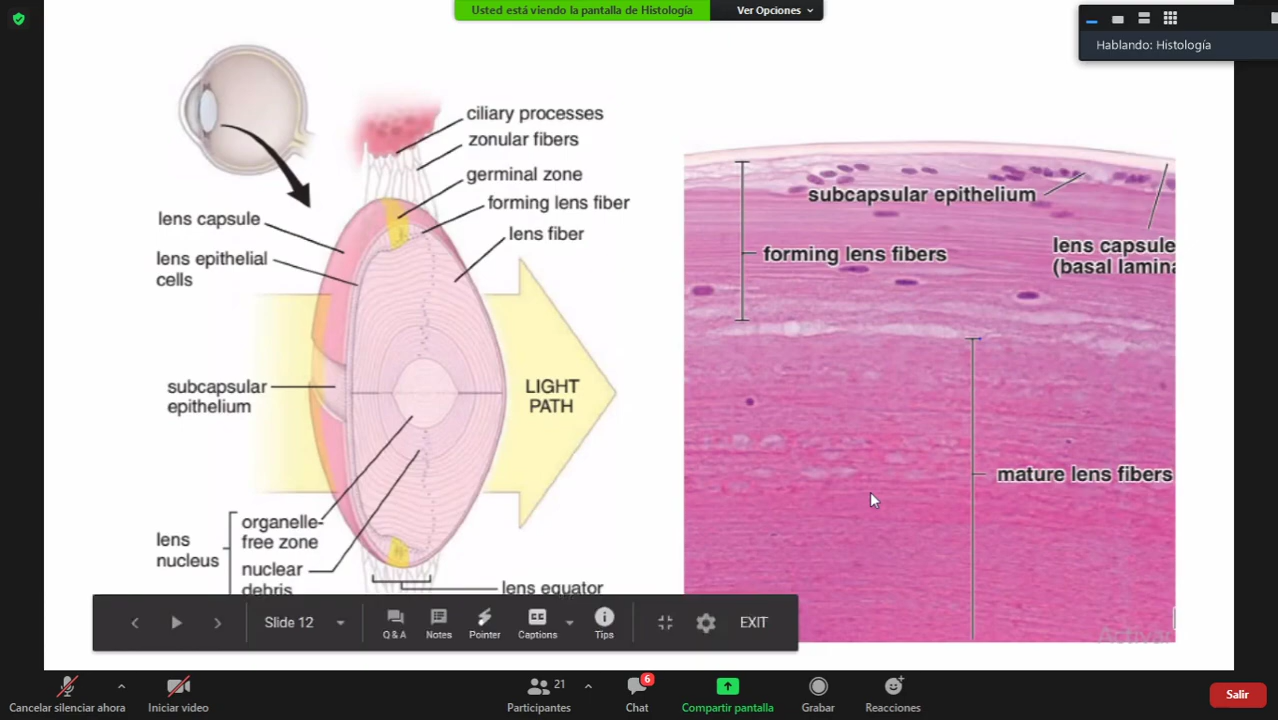 Usted está viendo la pantalla de Histología
Ver Opciones
Hablando: Histología
ciliary processes
zonular fibers
germinal zone
forming lens fiber
lens fiber
lens capsule
lens epithelial
cells
subcapsular
epithelium
LIGHT
PATH
lens
nucleus
organelle-
free zone
nuclear
debris
lens equator
subcapsular epithelium
lens capsule
(basal lamina
forming lens fibers
mature lens fibers
Activar
Slide 12
Q & A
Notes
Pointer
CC
Captions
Tips
EXIT
Cancelar silenciar ahora
Iniciar video
21
Participantes
6
Chat
Compartir pantalla
Grabar
Reacciones
Salir